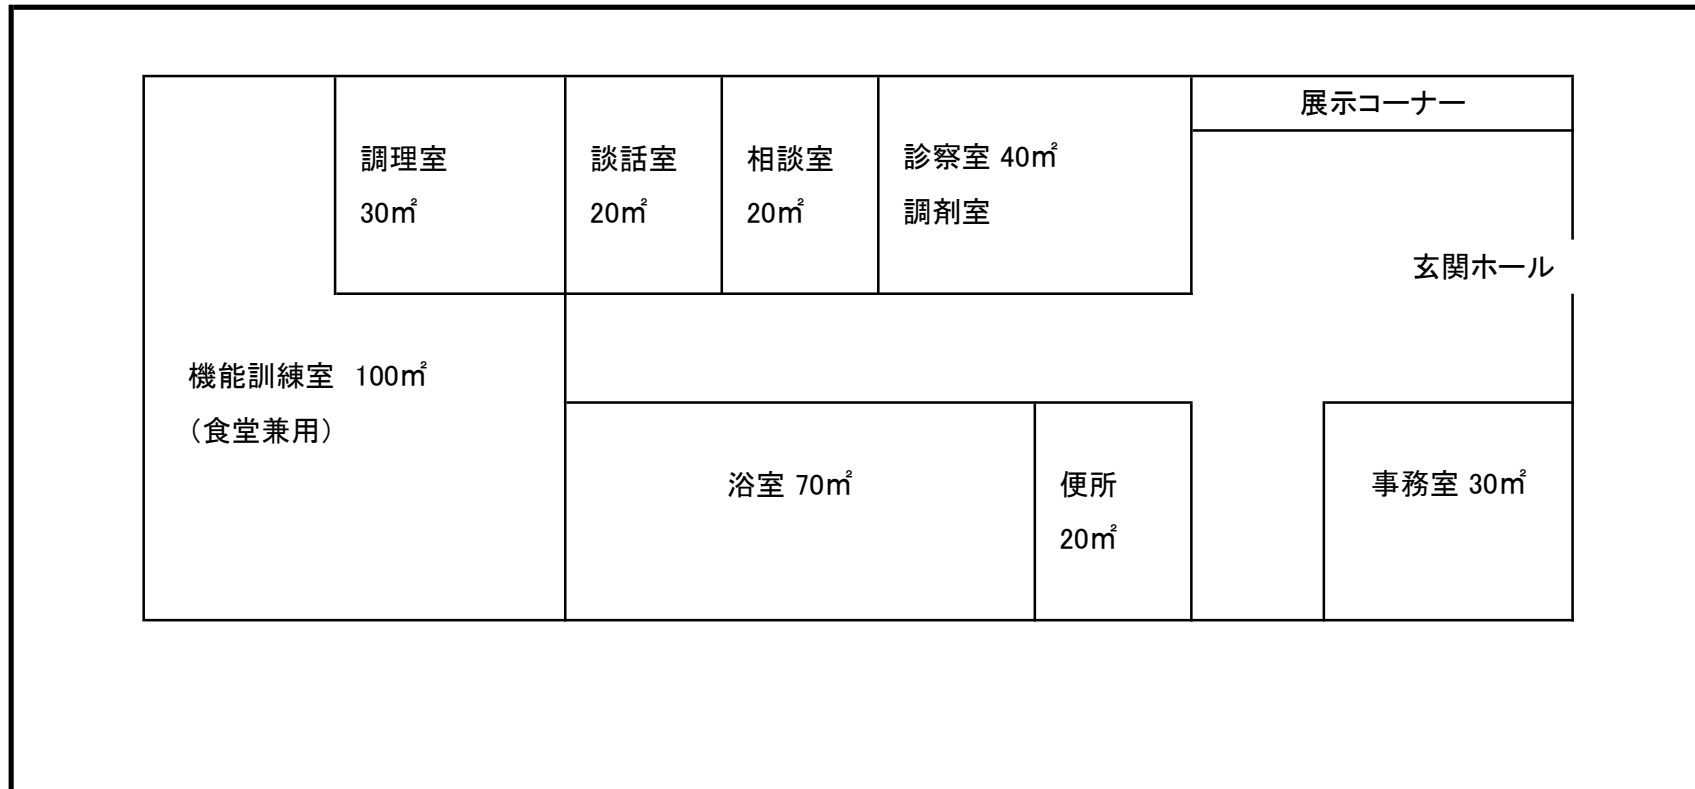 展示コーナー
調理室
30㎡
談話室
20㎡
相談室
20㎡
診察室 40㎡
調剤室
玄関ホール
機能訓練室　100㎡
（食堂兼用）
浴室 70㎡
便所
20㎡
事務室 30㎡